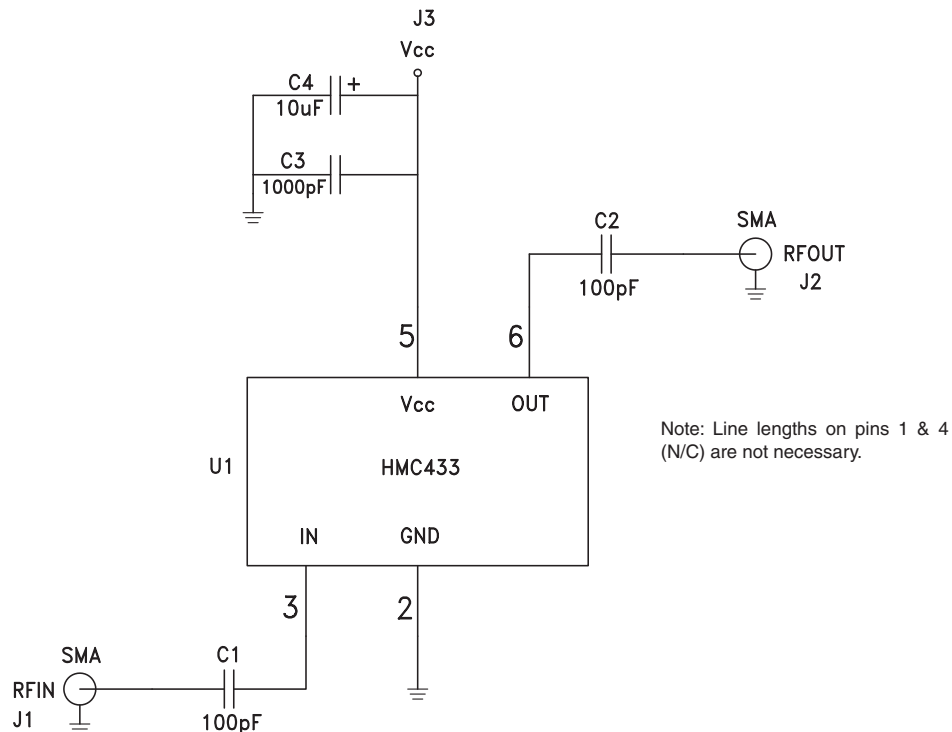 J3
Vcc
C4
+
10uF
C3
1000pF
C2
100pF
SMA
RFOUT
J2
5
6
Vcc
OUT
U1
HMC433
IN
GND
Note: Line lengths on pins 1 & 4
(N/C) are not necessary.
3
2
SMA
RFIN
J1
C1
100pF